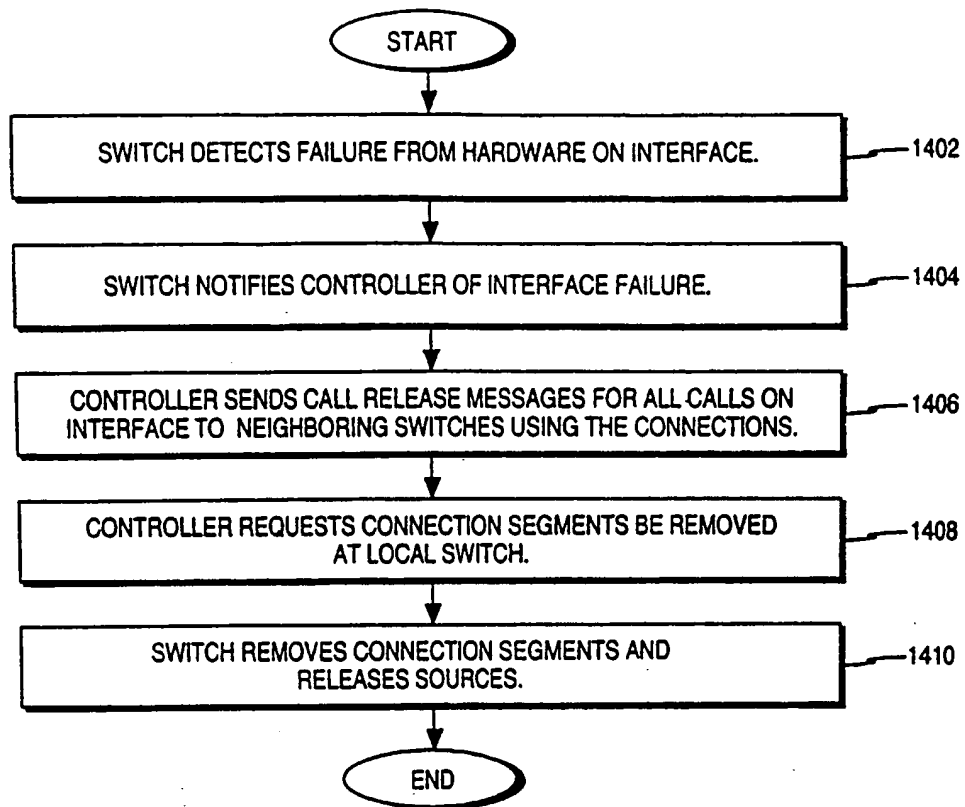 START
SWITCH DETECTS FAILURE FROM HARDWARE ON INTERFACE.
1402
SWITCH NOTIFIES CONTROLLER OF INTERFACE FAILURE.
1404
CONTROLLER SENDS CALL RELEASE MESSAGES FOR ALL CALLS ON
INTERFACE TO NEIGHBORING SWITCHES USING THE CONNECTIONS.
1406
CONTROLLER REQUESTS CONNECTION SEGMENTS BE REMOVED
AT LOCAL SWITCH.
1408
SWITCH REMOVES CONNECTION SEGMENTS AND
RELEASES SOURCES.
1410
END